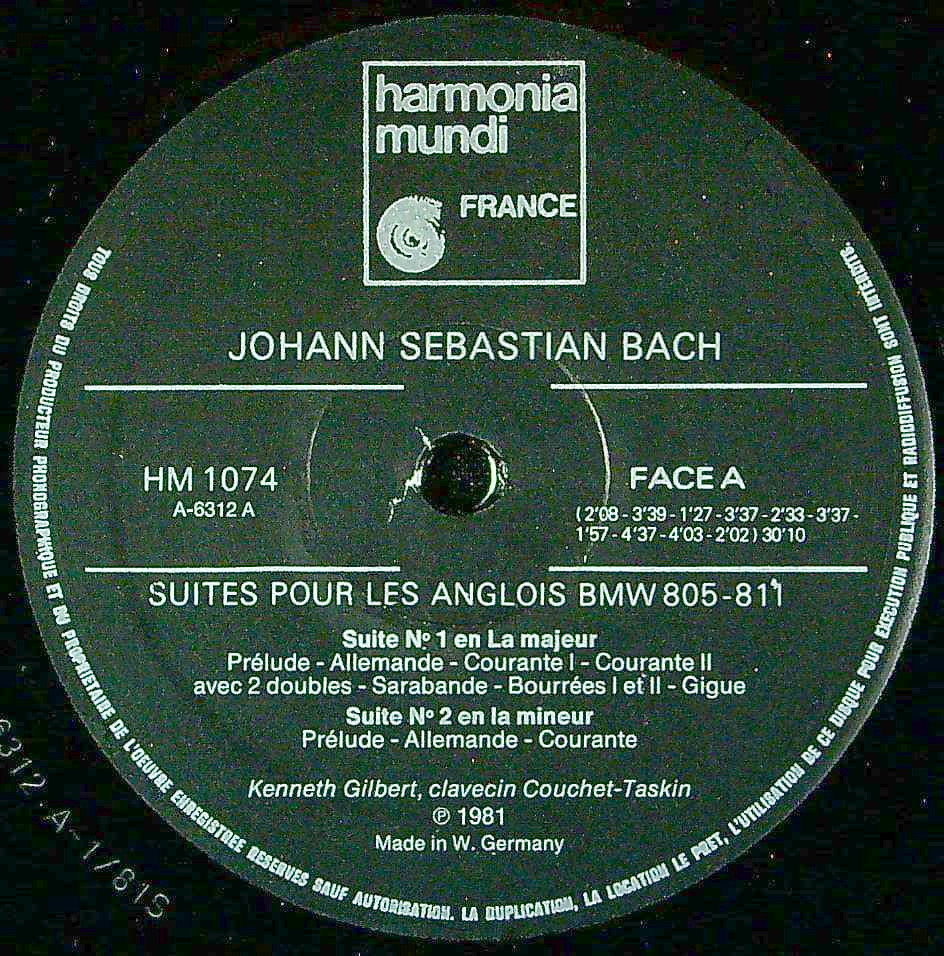 harmonia
mundi
FRANCE
JOHANN SEBASTIAN BACH
HM 1074
A-6312 A
FACE A
(2'08 - 3'39 - 1'27 - 3'37 - 2'33 - 3'37 -
1'57 - 4'37 - 4'03 - 2'02) 30'10
SUITES POUR LES ANGLOIS BMW 805-811
Suite Nº 1 en La majeur
Prélude - Allemande - Courante I - Courante II
avec 2 doubles - Sarabande - Bourrées I et II - Gigue
Suite Nº 2 en la mineur
Prélude - Allemande - Courante
Kenneth Gilbert, clavecin Couchet-Taskin
℗ 1981
Made in W. Germany
TOUS DROITS DU PRODUCTEUR PHONOGRAPHIQUE ET DU PROPRIETAIRE DE L'OEUVRE ENREGISTREE RESERVES SAUF AUTORISATION. LA DUPLICATION, LA LOCATION LE PRET, L'UTILISATION DE CE DISQUE POUR EXECUTION PUBLIQUE ET RADIODIFFUSION SONT INTERDITS.
6312 A-1/81S